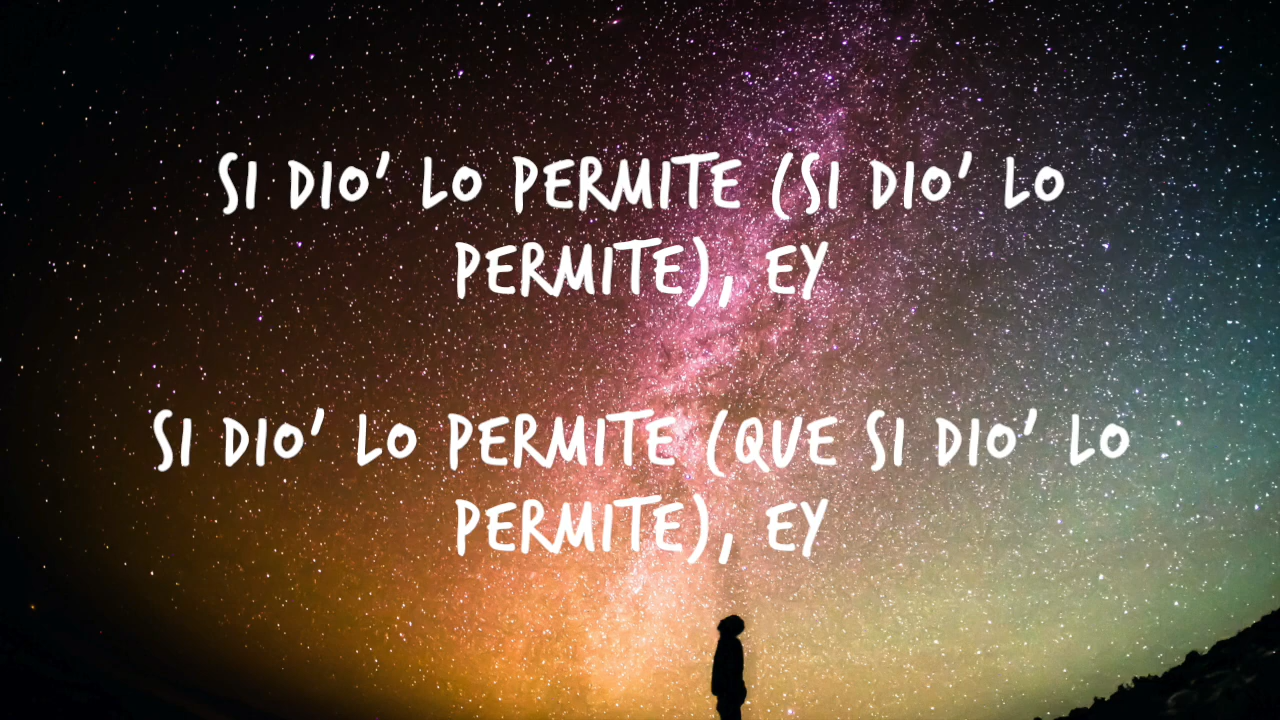 SI DIO' LO PERMITE (SI DIO' LO
PERMITE), EY
SI DIO' LO PERMITE (QUE SI DIO' LO
PERMITE), EY